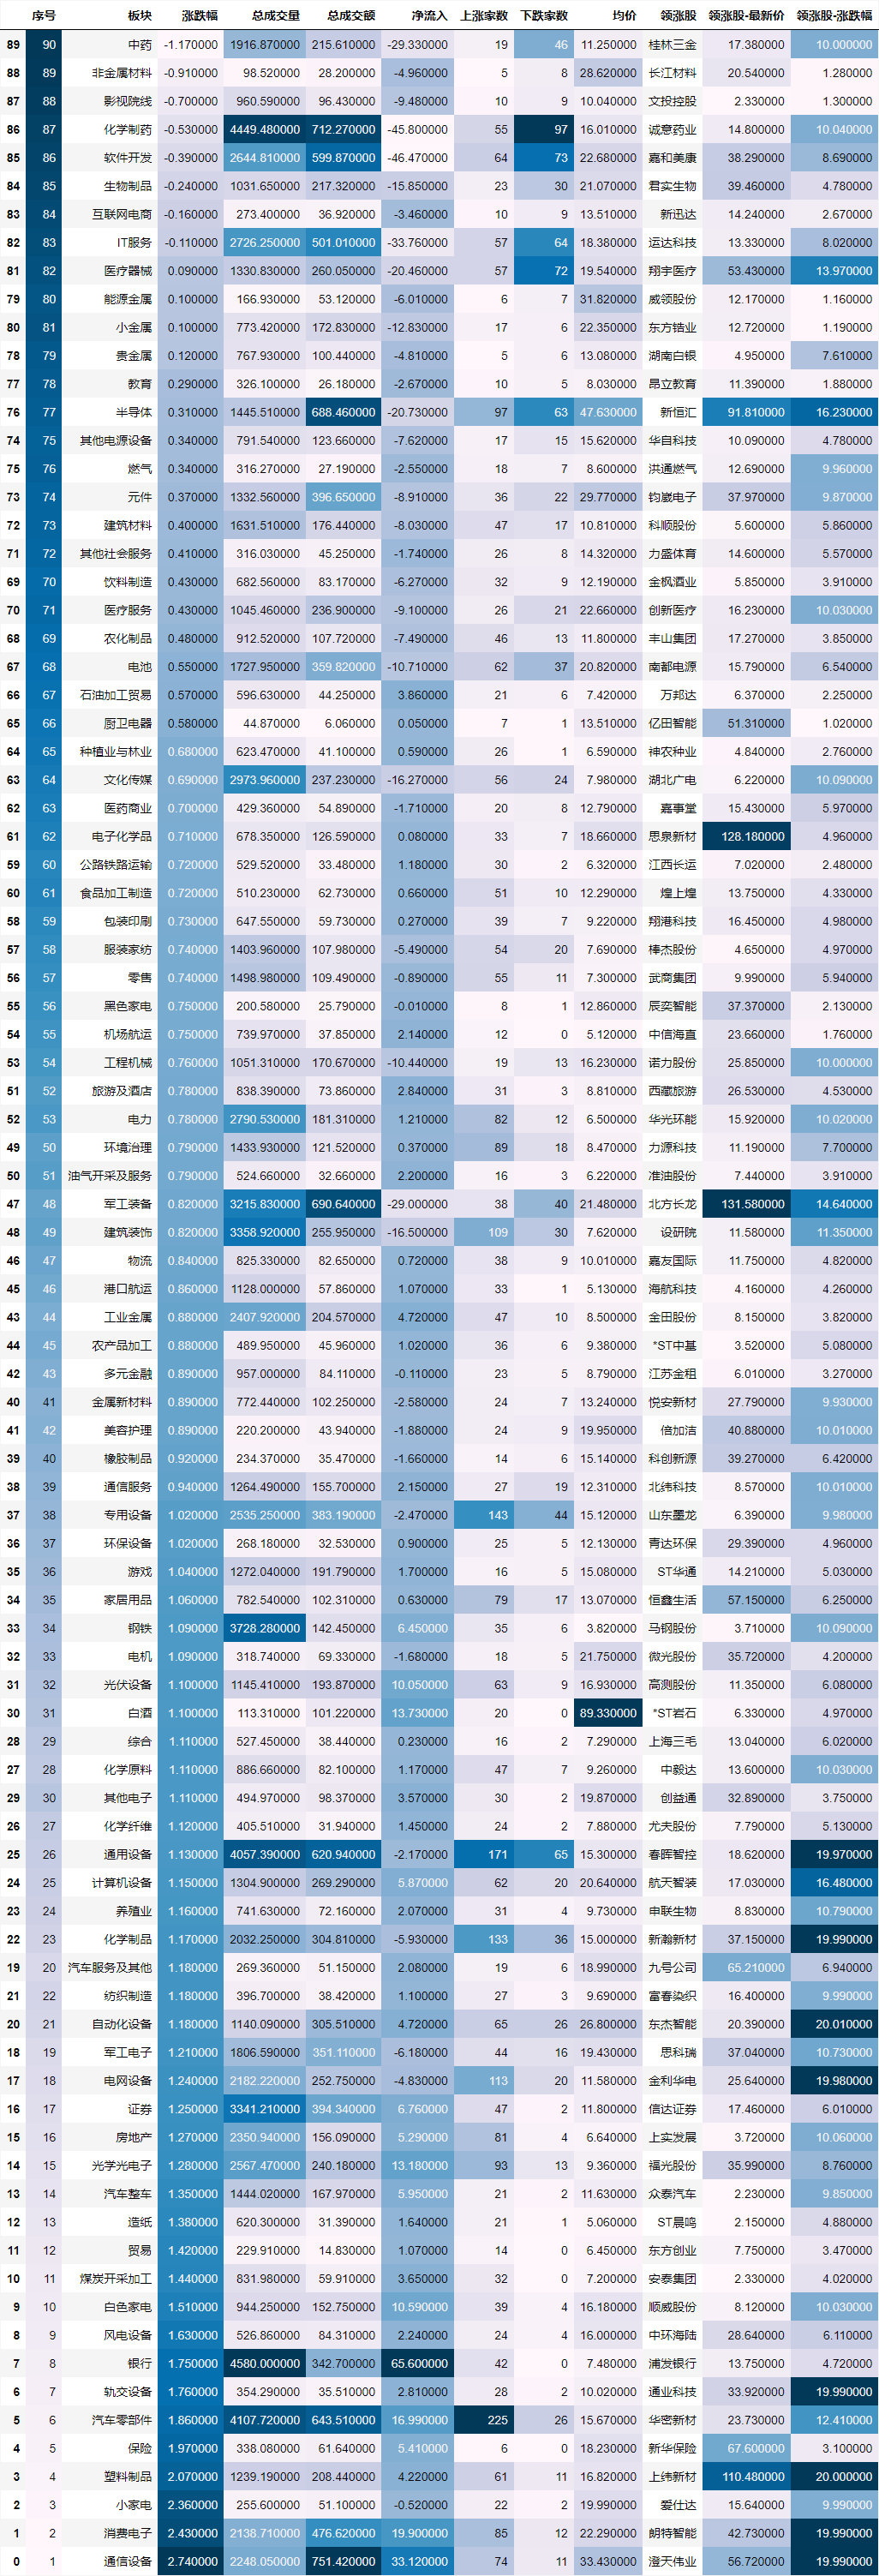 序号 板块 涨跌幅 总成交量 总成交额 净流入 上涨家数 下跌家数 均价 领涨股 领涨股-最新价 领涨股-涨跌幅
89 90 中药 -1.170000 1916.870000 215.610000 -29.330000 19 46 11.250000 桂林三金 17.380000 10.000000
88 89 非金属材料 -0.910000 98.520000 28.200000 -4.960000 5 8 28.620000 长江材料 20.540000 1.280000
87 88 影视院线 -0.700000 960.590000 96.430000 -9.480000 10 9 10.040000 文投控股 2.330000 1.300000
86 87 化学制药 -0.530000 4449.480000 712.270000 -45.800000 55 97 16.010000 诚意药业 14.800000 10.040000
85 86 软件开发 -0.390000 2644.810000 599.870000 -46.470000 64 73 22.680000 嘉和美康 38.290000 8.690000
84 85 生物制品 -0.240000 1031.650000 217.320000 -15.850000 23 30 21.070000 君实生物 39.460000 4.780000
83 84 互联网电商 -0.160000 273.400000 36.920000 -3.460000 10 9 13.510000 新迅达 14.240000 2.670000
82 83 IT服务 -0.110000 2726.250000 501.010000 -33.760000 57 64 18.380000 运达科技 13.330000 8.020000
81 82 医疗器械 0.090000 1330.830000 260.050000 -20.460000 57 72 19.540000 翔宇医疗 53.430000 13.970000
79 80 能源金属 0.100000 166.930000 53.120000 -6.010000 6 7 31.820000 威领股份 12.170000 1.160000
80 81 小金属 0.100000 773.420000 172.830000 -12.830000 17 6 22.350000 东方锆业 12.720000 1.190000
78 79 贵金属 0.120000 767.930000 100.440000 -4.810000 5 6 13.080000 湖南白银 4.950000 7.610000
77 78 教育 0.290000 326.100000 26.180000 -2.670000 10 5 8.030000 昂立教育 11.390000 1.880000
76 77 半导体 0.310000 1445.510000 688.460000 -20.730000 97 63 47.630000 新恒汇 91.810000 16.230000
74 75 其他电源设备 0.340000 791.540000 123.660000 -7.620000 17 15 15.620000 华自科技 10.090000 4.780000
75 76 燃气 0.340000 316.270000 27.190000 -2.550000 18 7 8.600000 洪通燃气 12.690000 9.960000
73 74 元件 0.370000 1332.560000 396.650000 -8.910000 36 22 29.770000 钧崴电子 37.970000 9.870000
72 73 建筑材料 0.400000 1631.510000 176.440000 -8.030000 47 17 10.810000 科顺股份 5.600000 5.860000
71 72 其他社会服务 0.410000 316.030000 45.250000 -1.740000 26 8 14.320000 力盛体育 14.600000 5.570000
69 70 饮料制造 0.430000 682.560000 83.170000 -6.270000 32 9 12.190000 金枫酒业 5.850000 3.910000
70 71 医疗服务 0.430000 1045.460000 236.900000 -9.100000 26 21 22.660000 创新医疗 16.230000 10.030000
68 69 农化制品 0.480000 912.520000 107.720000 -7.490000 46 13 11.800000 丰山集团 17.270000 3.850000
67 68 电池 0.550000 1727.950000 359.820000 -10.710000 62 37 20.820000 南都电源 15.790000 6.540000
66 67 石油加工贸易 0.570000 596.630000 44.250000 3.860000 21 6 7.420000 万邦达 6.370000 2.250000
65 66 厨卫电器 0.580000 44.870000 6.060000 0.050000 7 1 13.510000 亿田智能 51.310000 1.020000
64 65 种植业与林业 0.680000 623.470000 41.100000 0.590000 26 1 6.590000 神农种业 4.840000 2.760000
63 64 文化传媒 0.690000 2973.960000 237.230000 -16.270000 56 24 7.980000 湖北广电 6.220000 10.090000
62 63 医药商业 0.700000 429.360000 54.890000 -1.710000 20 8 12.790000 嘉事堂 15.430000 5.970000
61 62 电子化学品 0.710000 678.350000 126.590000 0.080000 33 7 18.660000 思泉新材 128.180000 4.960000
59 60 公路铁路运输 0.720000 529.520000 33.480000 1.180000 30 2 6.320000 江西长运 7.020000 2.480000
60 61 食品加工制造 0.720000 510.230000 62.730000 0.660000 51 10 12.290000 煌上煌 13.750000 4.330000
58 59 包装印刷 0.730000 647.550000 59.730000 0.270000 39 7 9.220000 翔港科技 16.450000 4.980000
57 58 服装家纺 0.740000 1403.960000 107.980000 -5.490000 54 20 7.690000 棒杰股份 4.650000 4.970000
56 57 零售 0.740000 1498.980000 109.490000 -0.890000 55 11 7.300000 武商集团 9.990000 5.940000
55 56 黑色家电 0.750000 200.580000 25.790000 -0.010000 8 1 12.860000 辰奕智能 37.370000 2.130000
54 55 机场航运 0.750000 739.970000 37.850000 2.140000 12 0 5.120000 中信海直 23.660000 1.760000
53 54 工程机械 0.760000 1051.310000 170.670000 -10.440000 19 13 16.230000 诺力股份 25.850000 10.000000
51 52 旅游及酒店 0.780000 838.390000 73.860000 2.840000 31 3 8.810000 西藏旅游 26.530000 4.530000
52 53 电力 0.780000 2790.530000 181.310000 1.210000 82 12 6.500000 华光环能 15.920000 10.020000
49 50 环境治理 0.790000 1433.930000 121.520000 0.370000 89 18 8.470000 力源科技 11.190000 7.700000
50 51 油气开采及服务 0.790000 524.660000 32.660000 2.200000 16 3 6.220000 准油股份 7.440000 3.910000
47 48 军工装备 0.820000 3215.830000 690.640000 -29.000000 38 40 21.480000 北方长龙 131.580000 14.640000
48 49 建筑装饰 0.820000 3358.920000 255.950000 -16.500000 109 30 7.620000 设研院 11.580000 11.350000
46 47 物流 0.840000 825.330000 82.650000 0.720000 38 9 10.010000 嘉友国际 11.750000 4.820000
45 46 港口航运 0.860000 1128.000000 57.860000 1.070000 33 1 5.130000 海航科技 4.160000 4.260000
43 44 工业金属 0.880000 2407.920000 204.570000 4.720000 47 10 8.500000 金田股份 8.150000 3.820000
44 45 农产品加工 0.880000 489.950000 45.960000 1.020000 36 6 9.380000 *ST中基 3.520000 5.080000
42 43 多元金融 0.890000 957.000000 84.110000 -0.110000 23 5 8.790000 江苏金租 6.010000 3.270000
40 41 金属新材料 0.890000 772.440000 102.250000 -2.580000 24 7 13.240000 悦安新材 27.790000 9.930000
41 42 美容护理 0.890000 220.200000 43.940000 -1.880000 24 9 19.950000 倍加洁 40.880000 10.010000
39 40 橡胶制品 0.920000 234.370000 35.470000 -1.660000 14 6 15.140000 科创新源 39.270000 6.420000
38 39 通信服务 0.940000 1264.490000 155.700000 2.150000 27 19 12.310000 北纬科技 8.570000 10.010000
37 38 专用设备 1.020000 2535.250000 383.190000 -2.470000 143 44 15.120000 山东墨龙 6.390000 9.980000
36 37 环保设备 1.020000 268.180000 32.530000 0.900000 25 5 12.130000 青达环保 29.390000 4.960000
35 36 游戏 1.040000 1272.040000 191.790000 1.700000 16 5 15.080000 ST华通 14.210000 5.030000
34 35 家居用品 1.060000 782.540000 102.310000 0.630000 79 17 13.070000 恒鑫生活 57.150000 6.250000
33 34 钢铁 1.090000 3728.280000 142.450000 6.450000 35 6 3.820000 马钢股份 3.710000 10.090000
32 33 电机 1.090000 318.740000 69.330000 -1.680000 18 5 21.750000 微光股份 35.720000 4.200000
31 32 光伏设备 1.100000 1145.410000 193.870000 10.050000 63 9 16.930000 高测股份 11.350000 6.080000
30 31 白酒 1.100000 113.310000 101.220000 13.730000 20 0 89.330000 *ST岩石 6.330000 4.970000
28 29 综合 1.110000 527.450000 38.440000 0.230000 16 2 7.290000 上海三毛 13.040000 6.020000
27 28 化学原料 1.110000 886.660000 82.100000 1.170000 47 7 9.260000 中毅达 13.600000 10.030000
29 30 其他电子 1.110000 494.970000 98.370000 3.570000 30 2 19.870000 创益通 32.890000 3.750000
26 27 化学纤维 1.120000 405.510000 31.940000 1.450000 24 2 7.880000 尤夫股份 7.790000 5.130000
25 26 通用设备 1.130000 4057.390000 620.940000 -2.170000 171 65 15.300000 春晖智控 18.620000 19.970000
24 25 计算机设备 1.150000 1304.900000 269.290000 5.870000 62 20 20.640000 航天智装 17.030000 16.480000
23 24 养殖业 1.160000 741.630000 72.160000 2.070000 31 4 9.730000 申联生物 8.830000 10.790000
22 23 化学制品 1.170000 2032.250000 304.810000 -5.930000 133 36 15.000000 新瀚新材 37.150000 19.990000
19 20 汽车服务及其他 1.180000 269.360000 51.150000 2.080000 19 6 18.990000 九号公司 65.210000 6.940000
21 22 纺织制造 1.180000 396.700000 38.420000 1.100000 27 3 9.690000 富春染织 16.400000 9.990000
20 21 自动化设备 1.180000 1140.090000 305.510000 4.720000 65 26 26.800000 东杰智能 20.390000 20.010000
18 19 军工电子 1.210000 1806.590000 351.110000 -6.180000 44 16 19.430000 思科瑞 37.040000 10.730000
17 18 电网设备 1.240000 2182.220000 252.750000 -4.830000 113 20 11.580000 金利华电 25.640000 19.980000
16 17 证券 1.250000 3341.210000 394.340000 6.760000 47 2 11.800000 信达证券 17.460000 6.010000
15 16 房地产 1.270000 2350.940000 156.090000 5.290000 81 4 6.640000 上实发展 3.720000 10.060000
14 15 光学光电子 1.280000 2567.470000 240.180000 13.180000 93 13 9.360000 福光股份 35.990000 8.760000
13 14 汽车整车 1.350000 1444.020000 167.970000 5.950000 21 2 11.630000 众泰汽车 2.230000 9.850000
12 13 造纸 1.380000 620.300000 31.390000 1.640000 21 1 5.060000 ST晨鸣 2.150000 4.880000
11 12 贸易 1.420000 229.910000 14.830000 1.070000 14 0 6.450000 东方创业 7.750000 3.470000
10 11 煤炭开采加工 1.440000 831.980000 59.910000 3.650000 32 0 7.200000 安泰集团 2.330000 4.020000
9 10 白色家电 1.510000 944.250000 152.750000 10.590000 39 4 16.180000 顺威股份 8.120000 10.030000
8 9 风电设备 1.630000 526.860000 84.310000 2.240000 24 4 16.000000 中环海陆 28.640000 6.110000
7 8 银行 1.750000 4580.000000 342.700000 65.600000 42 0 7.480000 浦发银行 13.750000 4.720000
6 7 轨交设备 1.760000 354.290000 35.510000 2.810000 28 2 10.020000 通业科技 33.920000 19.990000
5 6 汽车零部件 1.860000 4107.720000 643.510000 16.990000 225 26 15.670000 华密新材 23.730000 12.410000
4 5 保险 1.970000 338.080000 61.640000 5.410000 6 0 18.230000 新华保险 67.600000 3.100000
3 4 塑料制品 2.070000 1239.190000 208.440000 4.220000 61 11 16.820000 上纬新材 110.480000 20.000000
2 3 小家电 2.360000 255.600000 51.100000 -0.520000 22 2 19.990000 爱仕达 15.640000 9.990000
1 2 消费电子 2.430000 2138.710000 476.620000 19.900000 85 12 22.290000 朗特智能 42.730000 19.990000
0 1 通信设备 2.740000 2248.050000 751.420000 33.120000 74 11 33.430000 澄天伟业 56.720000 19.990000